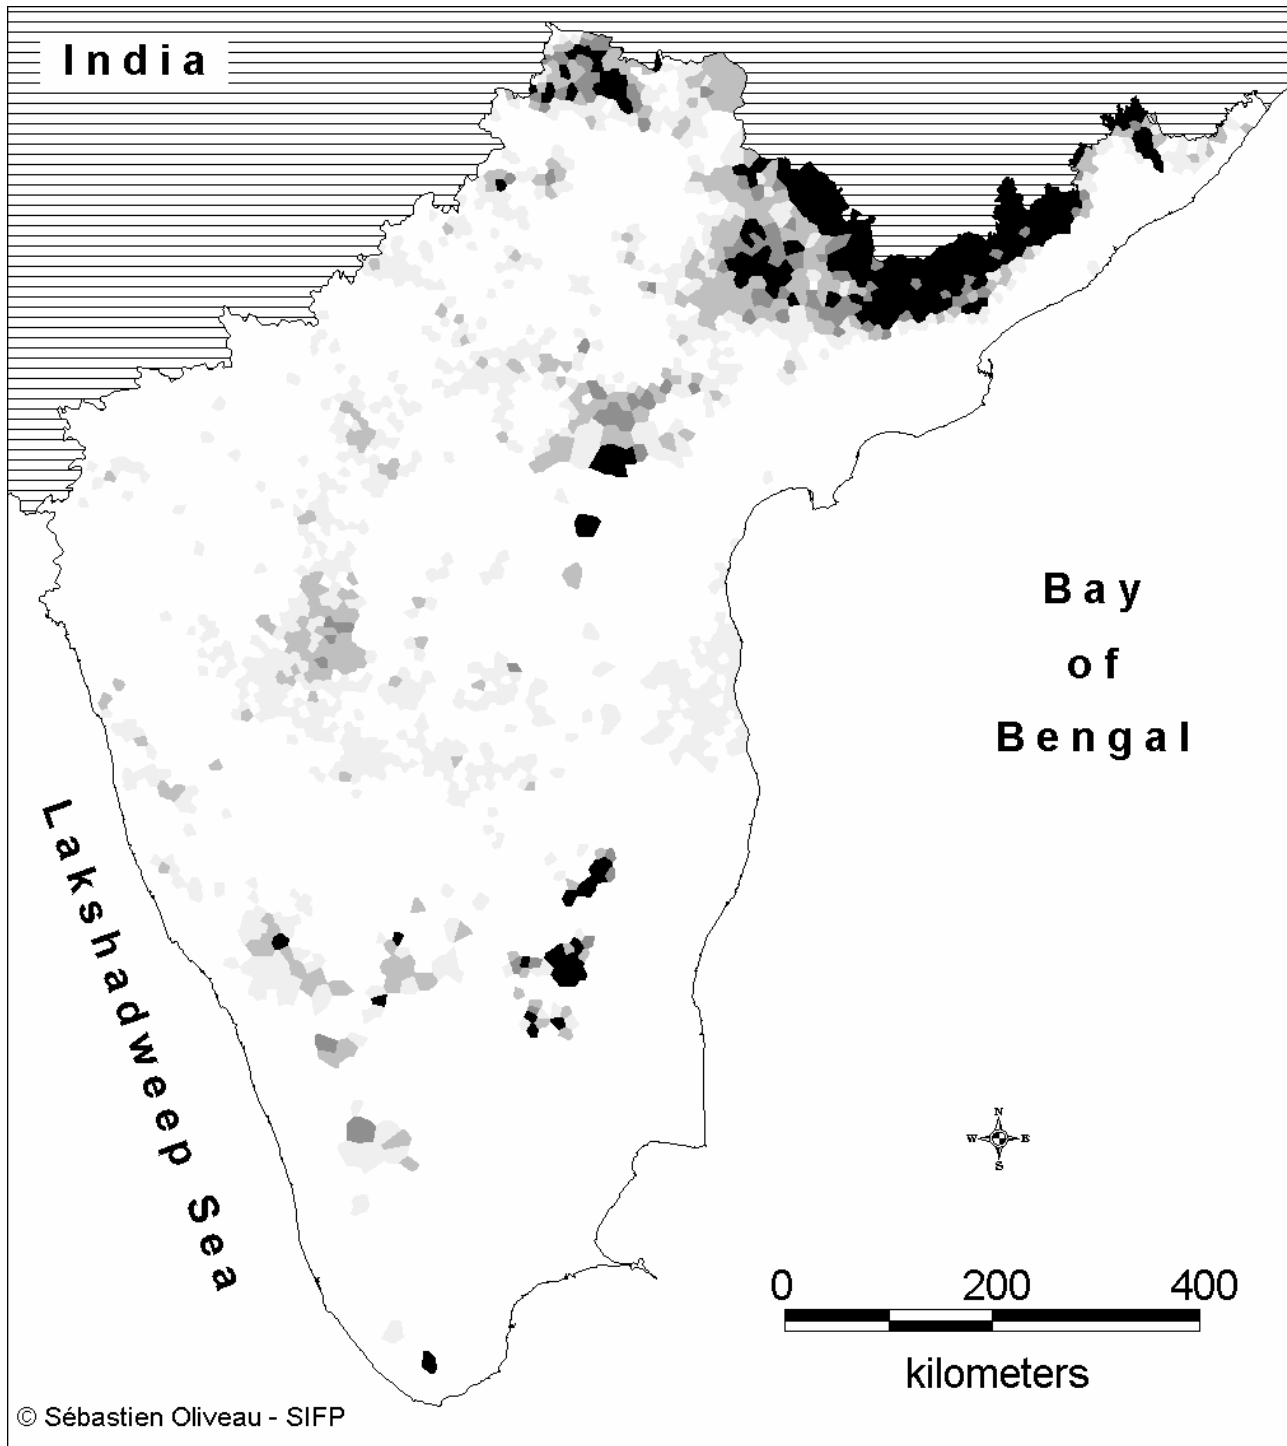 India
Bay
of
Bengal
Lakshadweep Sea
N
W E
S
0 200 400
kilometers
© Sébastien Oliveau - SIFP